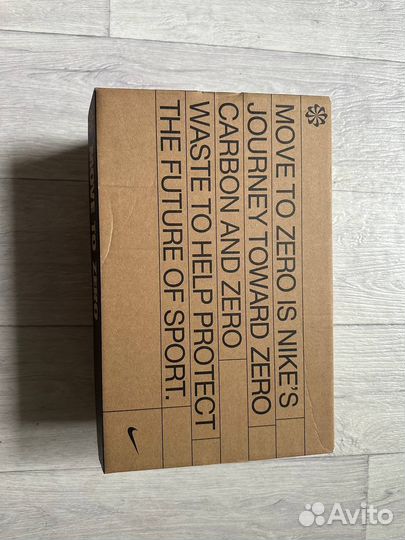 MOVE TO ZERO IS NIKE'S
JOURNEY TOWARD ZERO
CARBON AND ZERO
WASTE TO HELP PROTECT
THE FUTURE OF SPORT.
MOVE TO ZERO
Avito